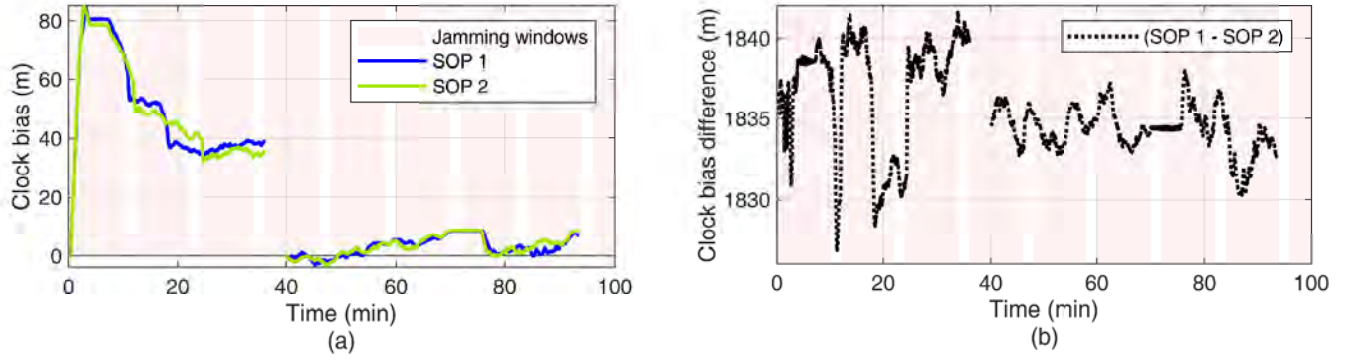 80
60
40
20
0
Clock bias (m)
Jamming windows
SOP 1
SOP 2
0 20 40 60 80 100
Time (min)
(a)
1840
1835
1830
Clock bias difference (m)
(SOP 1 - SOP 2)
0 20 40 60 80 100
Time (min)
(b)